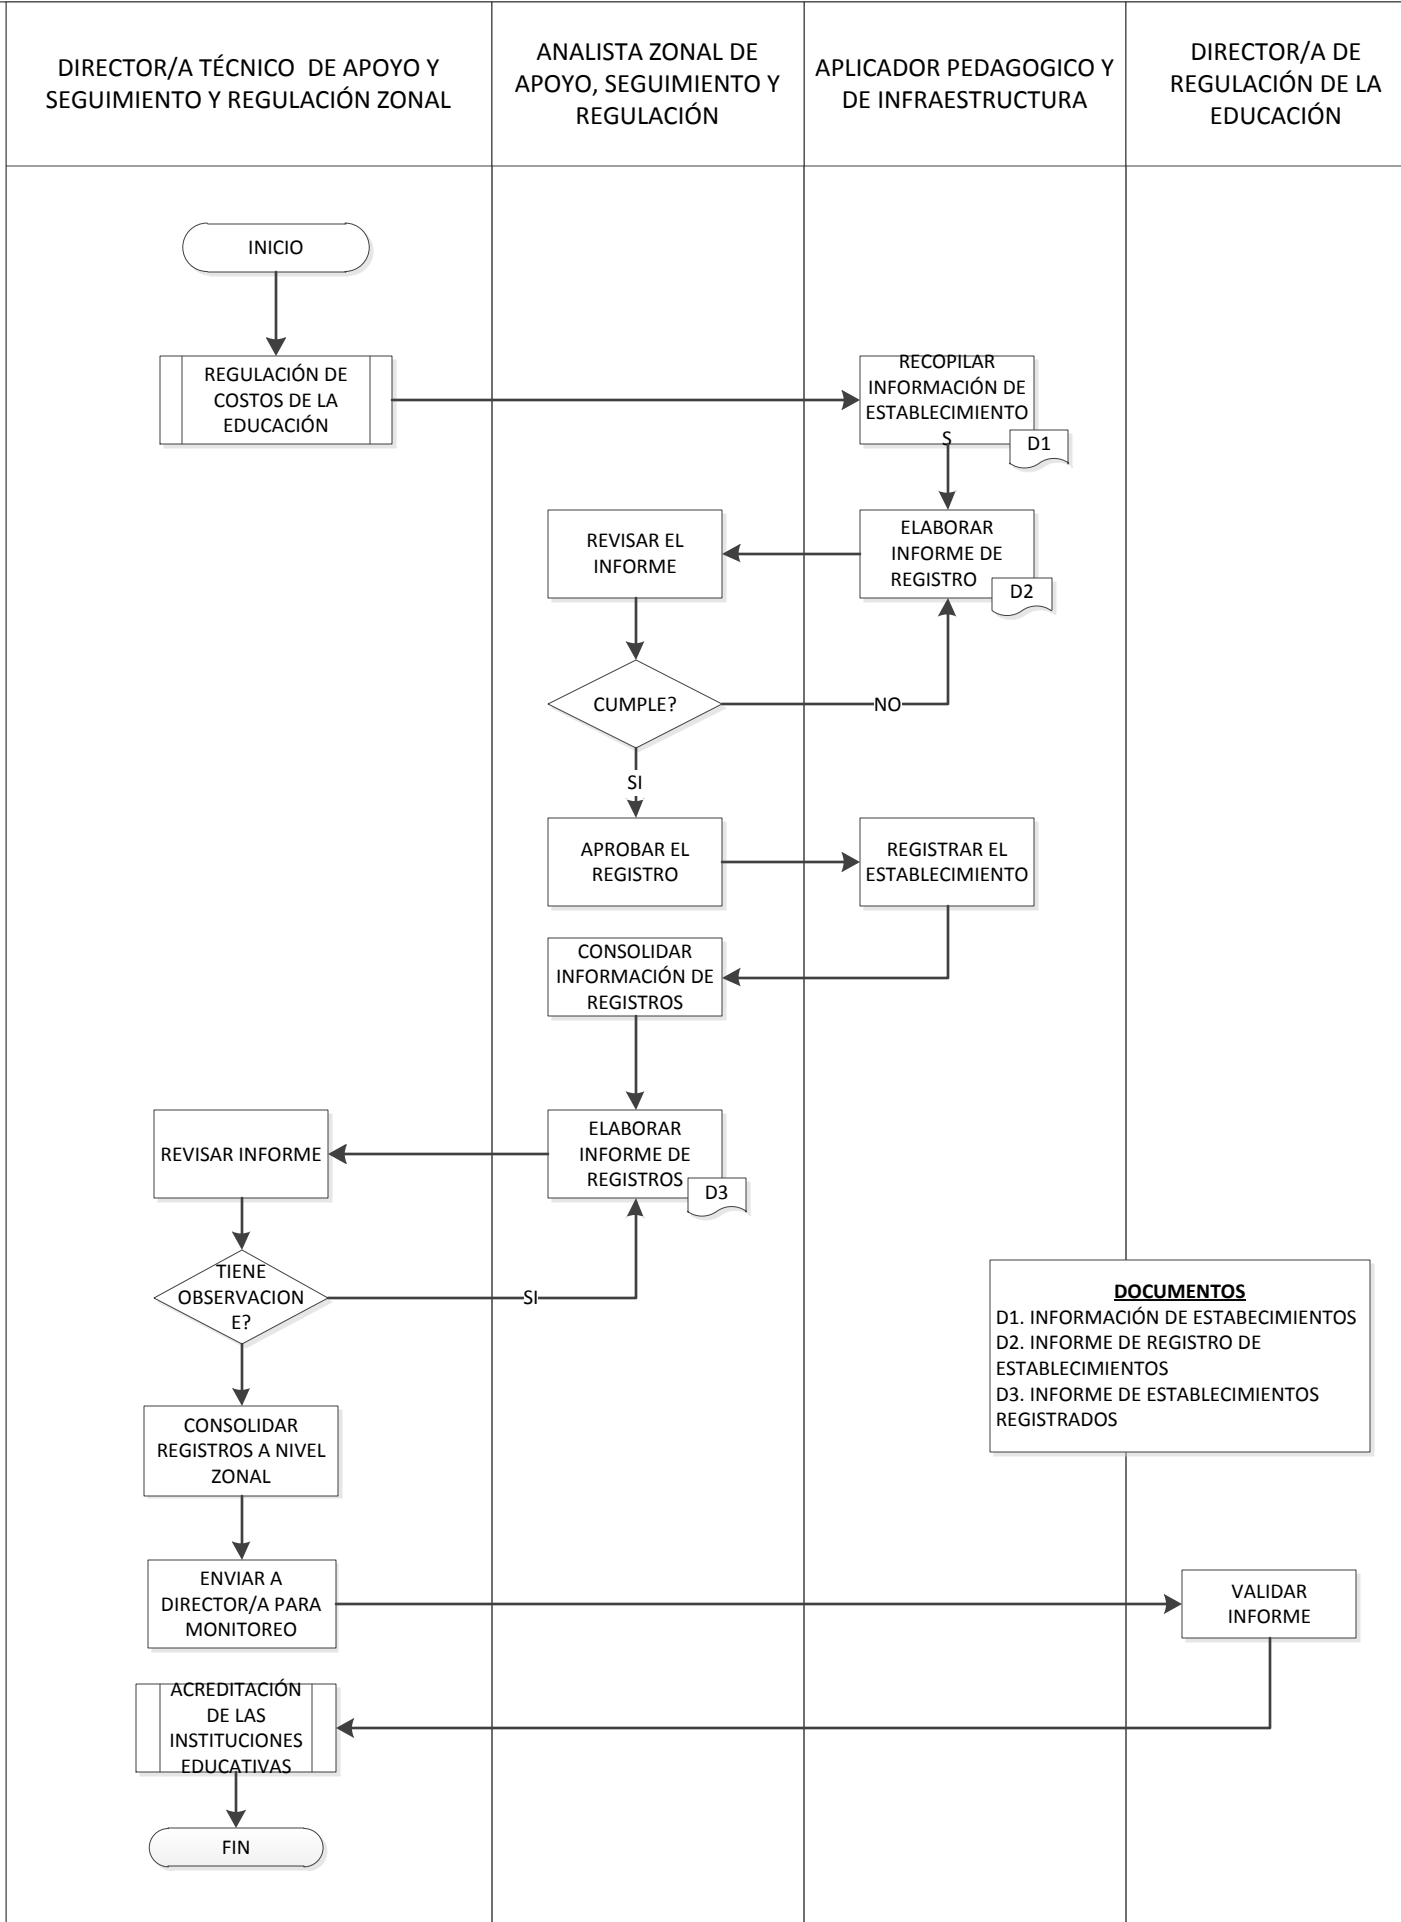 DIRECTOR/A TÉCNICO DE APOYO Y
SEGUIMIENTO Y REGULACIÓN ZONAL
ANALISTA ZONAL DE
APOYO, SEGUIMIENTO Y
REGULACIÓN
APLICADOR PEDAGOGICO Y
DE INFRAESTRUCTURA
DIRECTOR/A DE
REGULACIÓN DE LA
EDUCACIÓN
INICIO
REGULACIÓN DE
COSTOS DE LA
EDUCACIÓN
RECOPILAR
INFORMACIÓN DE
ESTABLECIMIENTO
S
D1
ELABORAR
INFORME DE
REGISTRO
D2
REVISAR EL
INFORME
CUMPLE?
NO
SI
APROBAR EL
REGISTRO
REGISTRAR EL
ESTABLECIMIENTO
CONSOLIDAR
INFORMACIÓN DE
REGISTROS
ELABORAR
INFORME DE
REGISTROS
D3
REVISAR INFORME
TIENE
OBSERVACION
E?
SI
DOCUMENTOS
D1. INFORMACIÓN DE ESTABECIMIENTOS
D2. INFORME DE REGISTRO DE
ESTABLECIMIENTOS
D3. INFORME DE ESTABLECIMIENTOS
REGISTRADOS
CONSOLIDAR
REGISTROS A NIVEL
ZONAL
ENVIAR A
DIRECTOR/A PARA
MONITOREO
VALIDAR
INFORME
ACREDITACIÓN
DE LAS
INSTITUCIONES
EDUCATIVAS
FIN